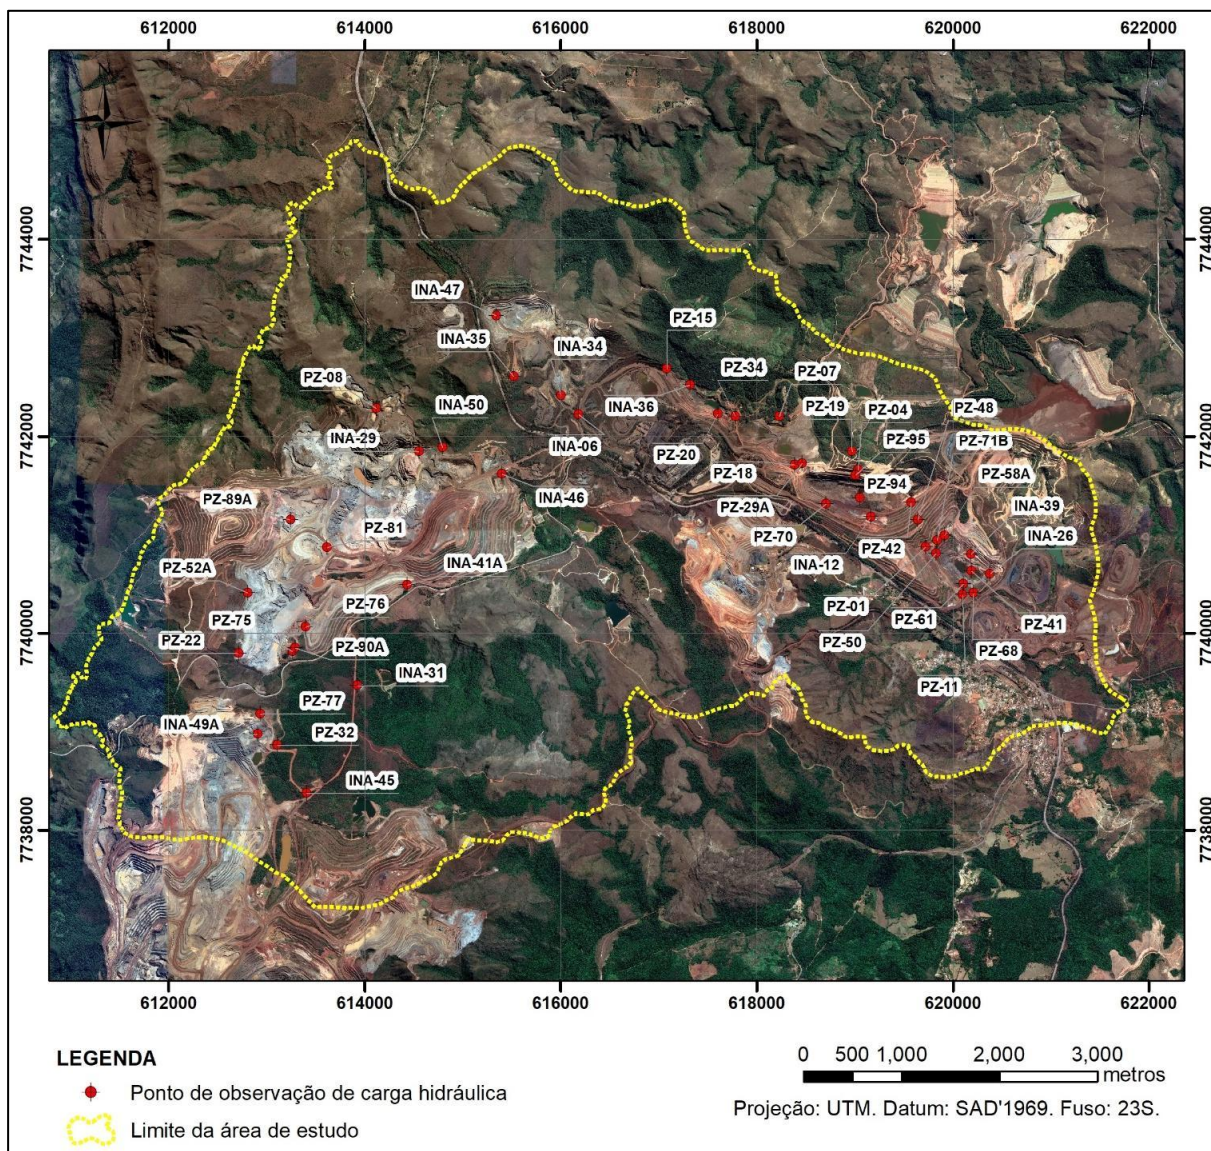 612000 614000 616000 618000 620000 622000
7744000 7744000
INA-47
PZ-15
INA-35 INA-34
PZ-08 PZ-34 PZ-07
INA-50 INA-36 PZ-19 PZ-04 PZ-48
7742000 7742000
INA-29 INA-06 PZ-95 PZ-71B
PZ-20
PZ-89A INA-46 PZ-18 PZ-94 PZ-58A
PZ-81 PZ-29A INA-39
PZ-70 PZ-42 INA-26
PZ-52A INA-41A INA-12
PZ-75 PZ-76 PZ-01 PZ-61 PZ-41
7740000 7740000
PZ-22 PZ-90A PZ-50 PZ-68
INA-31
PZ-11
PZ-77
INA-49A PZ-32
INA-45
7738000 7738000
612000 614000 616000 618000 620000 622000
LEGENDA
Ponto de observação de carga hidráulica
Limite da área de estudo
0 500 1,000 2,000 3,000
metros
Projeção: UTM. Datum: SAD'1969. Fuso: 23S.